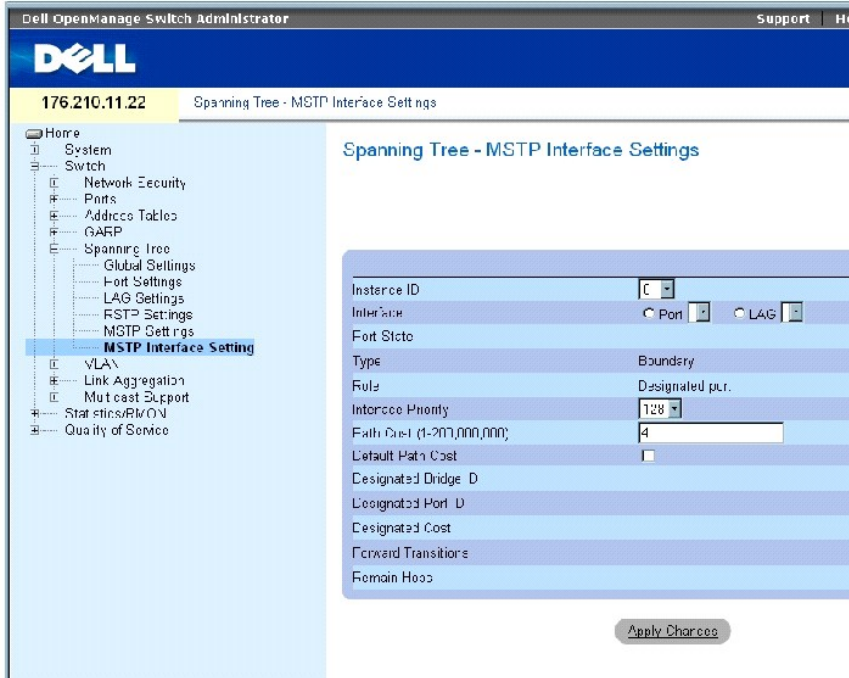 Dell OpenManage Switch Administrator
Support
DELL
176.210.11.22
Spanning Tree - MSTP Interface Settings
Home
System
Switch
Network Security
Ports
Address Tables
GARP
Spanning Tree
Global Settings
Port Settings
LAG Settings
RSTP Settings
MSTP Settings
MSTP Interface Setting
VLAN
Link Aggregation
Multicast Support
Statistics/RMON
Quality of Service
Spanning Tree - MSTP Interface Settings
Instance ID
Interface Port LAG
Port State
Type Boundary
Role Designated port.
Interface Priority 128
Path Cost (1-200,000,000) 4
Default Path Cost
Designated Bridge ID
Designated Port ID
Designated Cost
Forward Transitions
Remain Hops
Apply Changes